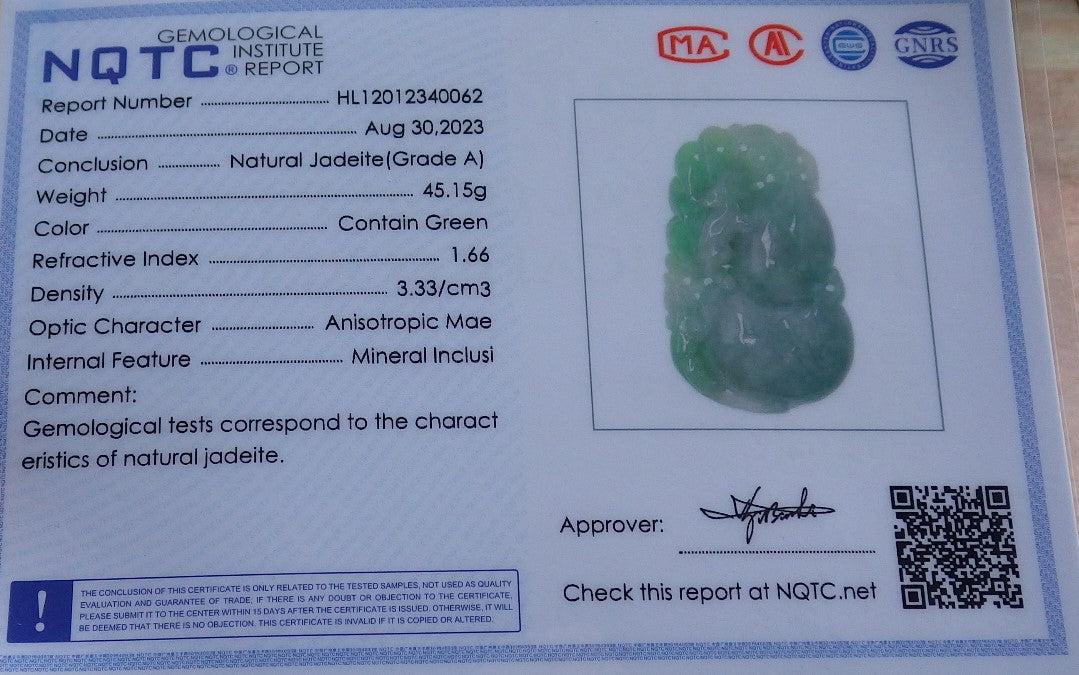 GEMOLOGICAL
NQTC® INSTITUTE
REPORT
MA
GWS
GNRS
Report Number HL12012340062
Date Aug 30,2023
Conclusion Natural Jadeite(Grade A)
Weight 45.15g
Color Contain Green
Refractive Index 1.66
Density 3.33/cm3
Optic Character Anisotropic Mae
Internal Feature Mineral Inclusi
Comment:
Gemological tests correspond to the charact
eristics of natural jadeite.
Approver:
Check this report at NQTC.net
! THE CONCLUSION OF THIS CERTIFICATE IS ONLY RELATED TO THE TESTED SAMPLES, NOT USED AS QUALITY
EVALUATION AND GUARANTEE OF TRADE, IF THERE IS ANY DOUBT OR OBJECTION TO THE CERTIFICATE,
PLEASE SUBMIT IT TO THE CENTER WITHIN 15 DAYS AFTER THE CERTIFICATE IS ISSUED. OTHERWISE, IT WILL
BE DEEMED THAT THERE IS NO OBJECTION. THIS CERTIFICATE IS INVALID IF IT IS COPIED OR ALTERED.